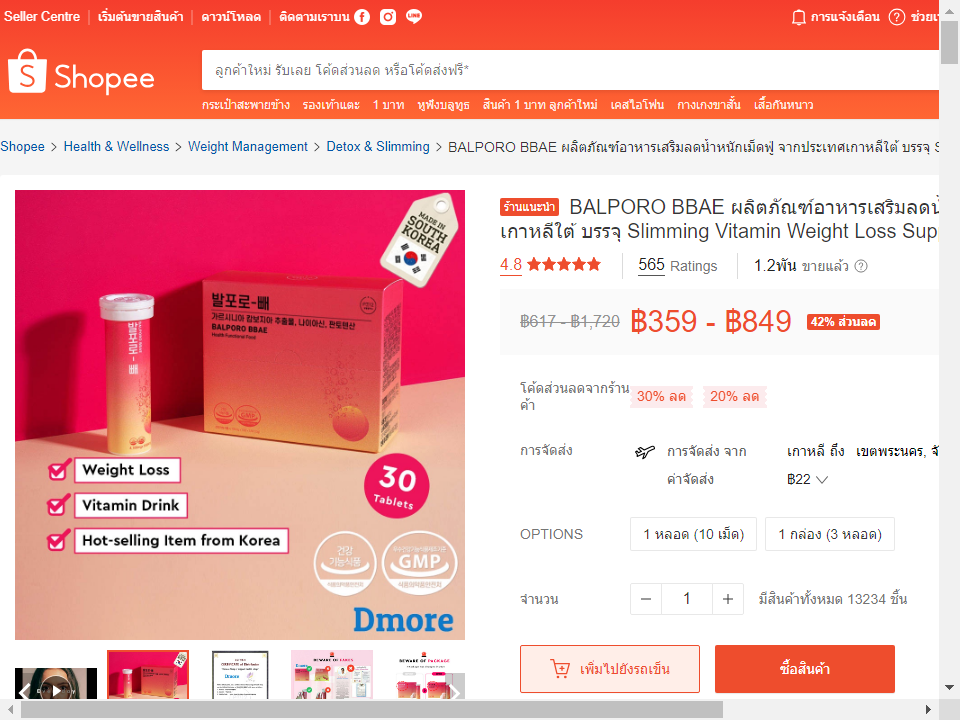 Seller Centre
เริ่มต้นขายสินค้า
ดาวน์โหลด
ติดตามเราบน
การแจ้งเตือน
Shopee
ลูกค้าใหม่ รับเลย โค้ดส่วนลด หรือโค้ดส่งฟรี*
กระเป๋าสะพายข้าง รองเท้าแตะ 1 บาท หูฟังบลูทูธ สินค้า 1 บาท ลูกค้าใหม่ เคสไอโฟน กางเกงขาสั้น เสื้อกันหนาว
Shopee > Health & Wellness > Weight Management > Detox & Slimming > BALPORO BBAE ผลิตภัณฑ์อาหารเสริมลดน้ำหนักเม็ดฟู่ จากประเทศเกาหลีใต้ บรรจุ
MADE IN
SOUTH
KOREA
발포로-빼
가르시니아 캄보지아 추출물, 나이아신, 판토텐산
BALPORO BBAE
Health Functional Food
발포로-빼
Weight Loss
Vitamin Drink
Hot-selling Item from Korea
30
Tablets
건강
기능식품
GMP
Dmore
ร้านแนะนำ BALPORO BBAE ผลิตภัณฑ์อาหารเสริมลด
เกาหลีใต้ บรรจุ Slimming Vitamin Weight Loss
4.8
565 Ratings
1.2พัน ขายแล้ว
฿617 - ฿1,720
฿359 - ฿849
42% ส่วนลด
โค้ดส่วนลดจากร้าน
ค้า
30% ลด
20% ลด
การจัดส่ง
การจัดส่ง จาก
เกาหลี ถึง เขตพระนคร,
ค่าจัดส่ง
฿22
OPTIONS
1 หลอด (10 เม็ด)
1 กล่อง (3 หลอด)
จำนวน
1
มีสินค้าทั้งหมด 13234 ชิ้น
เพิ่มไปยังรถเข็น
ซื้อสินค้า